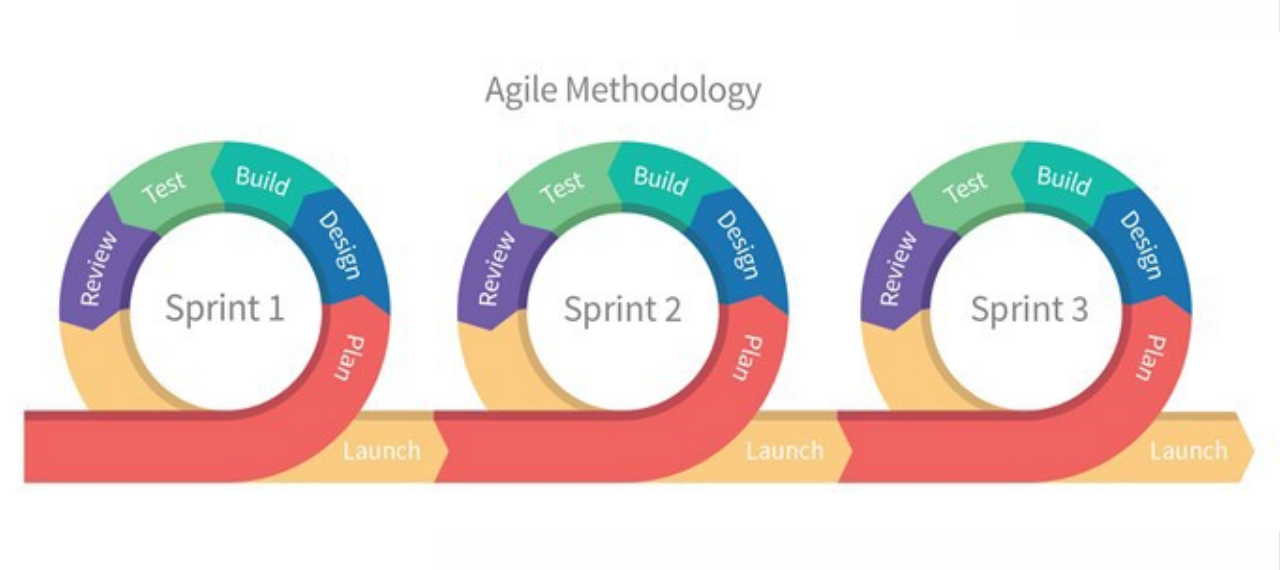 Agile Methodology
Test
Build
Design
Review
Sprint 1
Plan
Launch
Test
Build
Design
Review
Sprint 2
Plan
Launch
Test
Build
Design
Review
Sprint 3
Plan
Launch